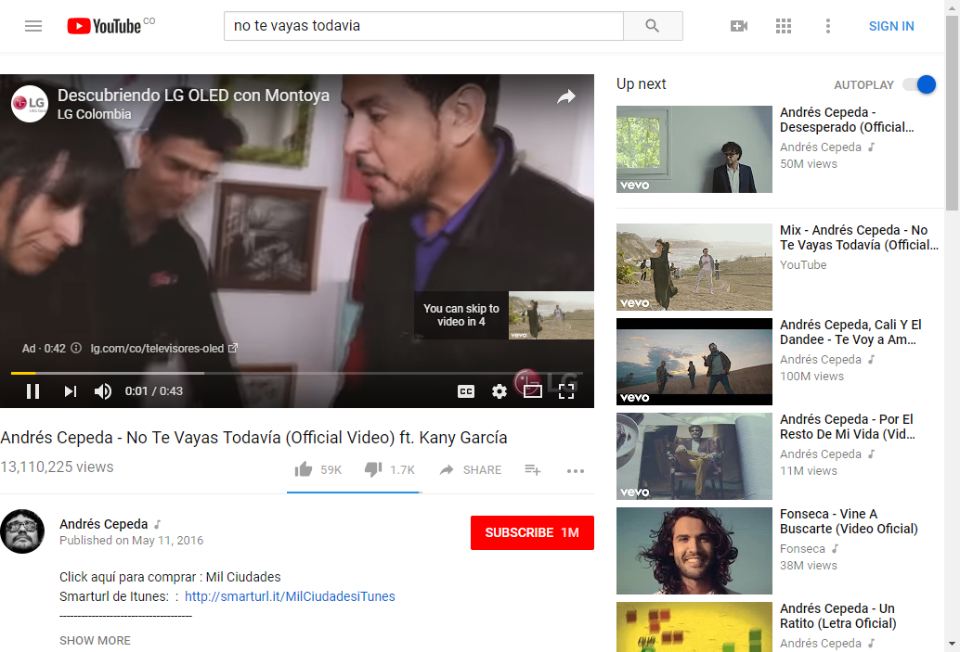 YouTube CO
no te vayas todavia
SIGN IN
LG
Descubriendo LG OLED con Montoya
LG Colombia
You can skip to
video in 4
Ad · 0:42
lg.com/co/televisores-oled
0:01 / 0:43
CC
LG
Andrés Cepeda - No Te Vayas Todavía (Official Video) ft. Kany García
13,110,225 views
59K
1.7K
SHARE
Andrés Cepeda
Published on May 11, 2016
SUBSCRIBE 1M
Click aquí para comprar : Mil Ciudades
Smarturl de Itunes: : http://smarturl.it/MilCiudadesiTunes
-------------------------------------
SHOW MORE
Up next
AUTOPLAY
vevo
Andrés Cepeda -
Desesperado (Official...
Andrés Cepeda
50M views
vevo
Mix - Andrés Cepeda - No
Te Vayas Todavía (Official...
YouTube
vevo
Andrés Cepeda, Cali Y El
Dandee - Te Voy a Am...
Andrés Cepeda
100M views
vevo
Andrés Cepeda - Por El
Resto De Mi Vida (Vid...
Andrés Cepeda
11M views
Fonseca - Vine A
Buscarte (Video Oficial)
Fonseca
38M views
Andrés Cepeda - Un
Ratito (Letra Oficial)
Andrés Cepeda